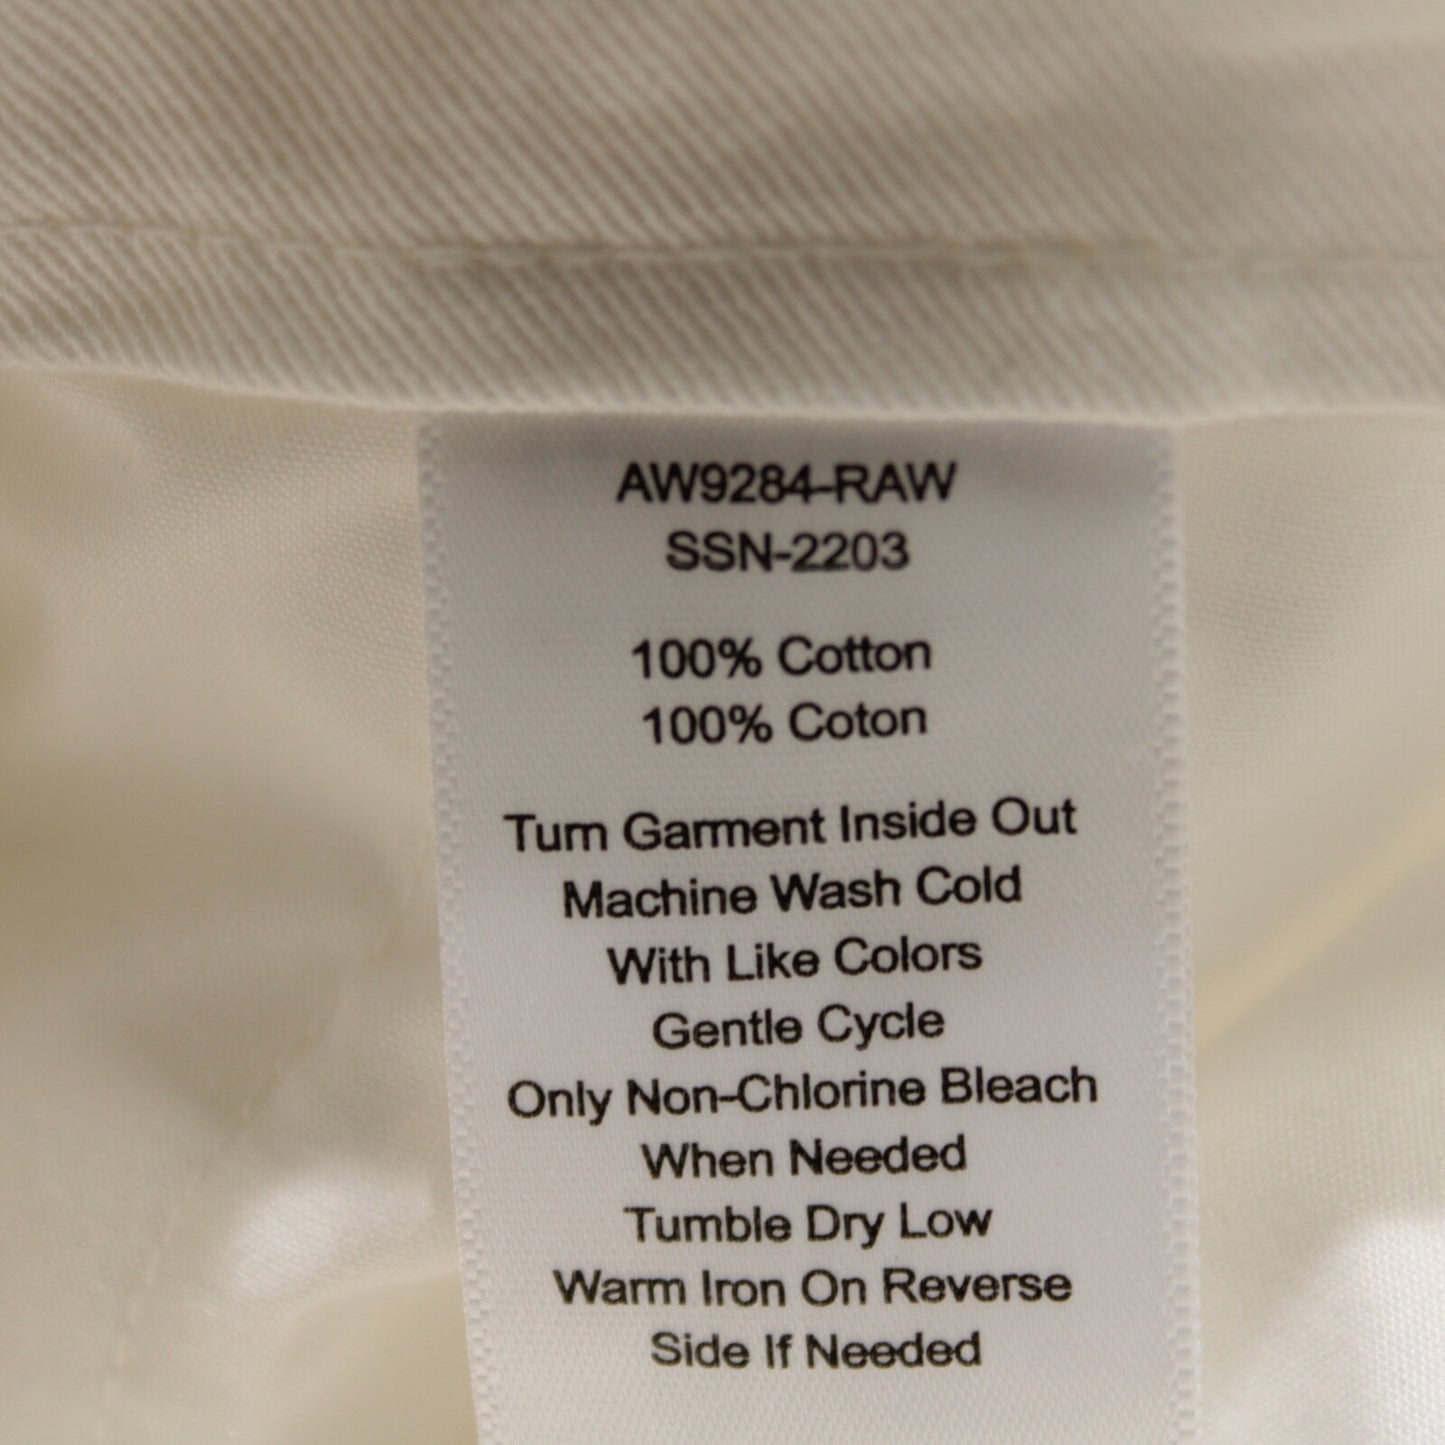 AW9284-RAW
SSN-2203
100% Cotton
100% Coton
Turn Garment Inside Out
Machine Wash Cold
With Like Colors
Gentle Cycle
Only Non-Chlorine Bleach
When Needed
Tumble Dry Low
Warm Iron On Reverse
Side If Needed